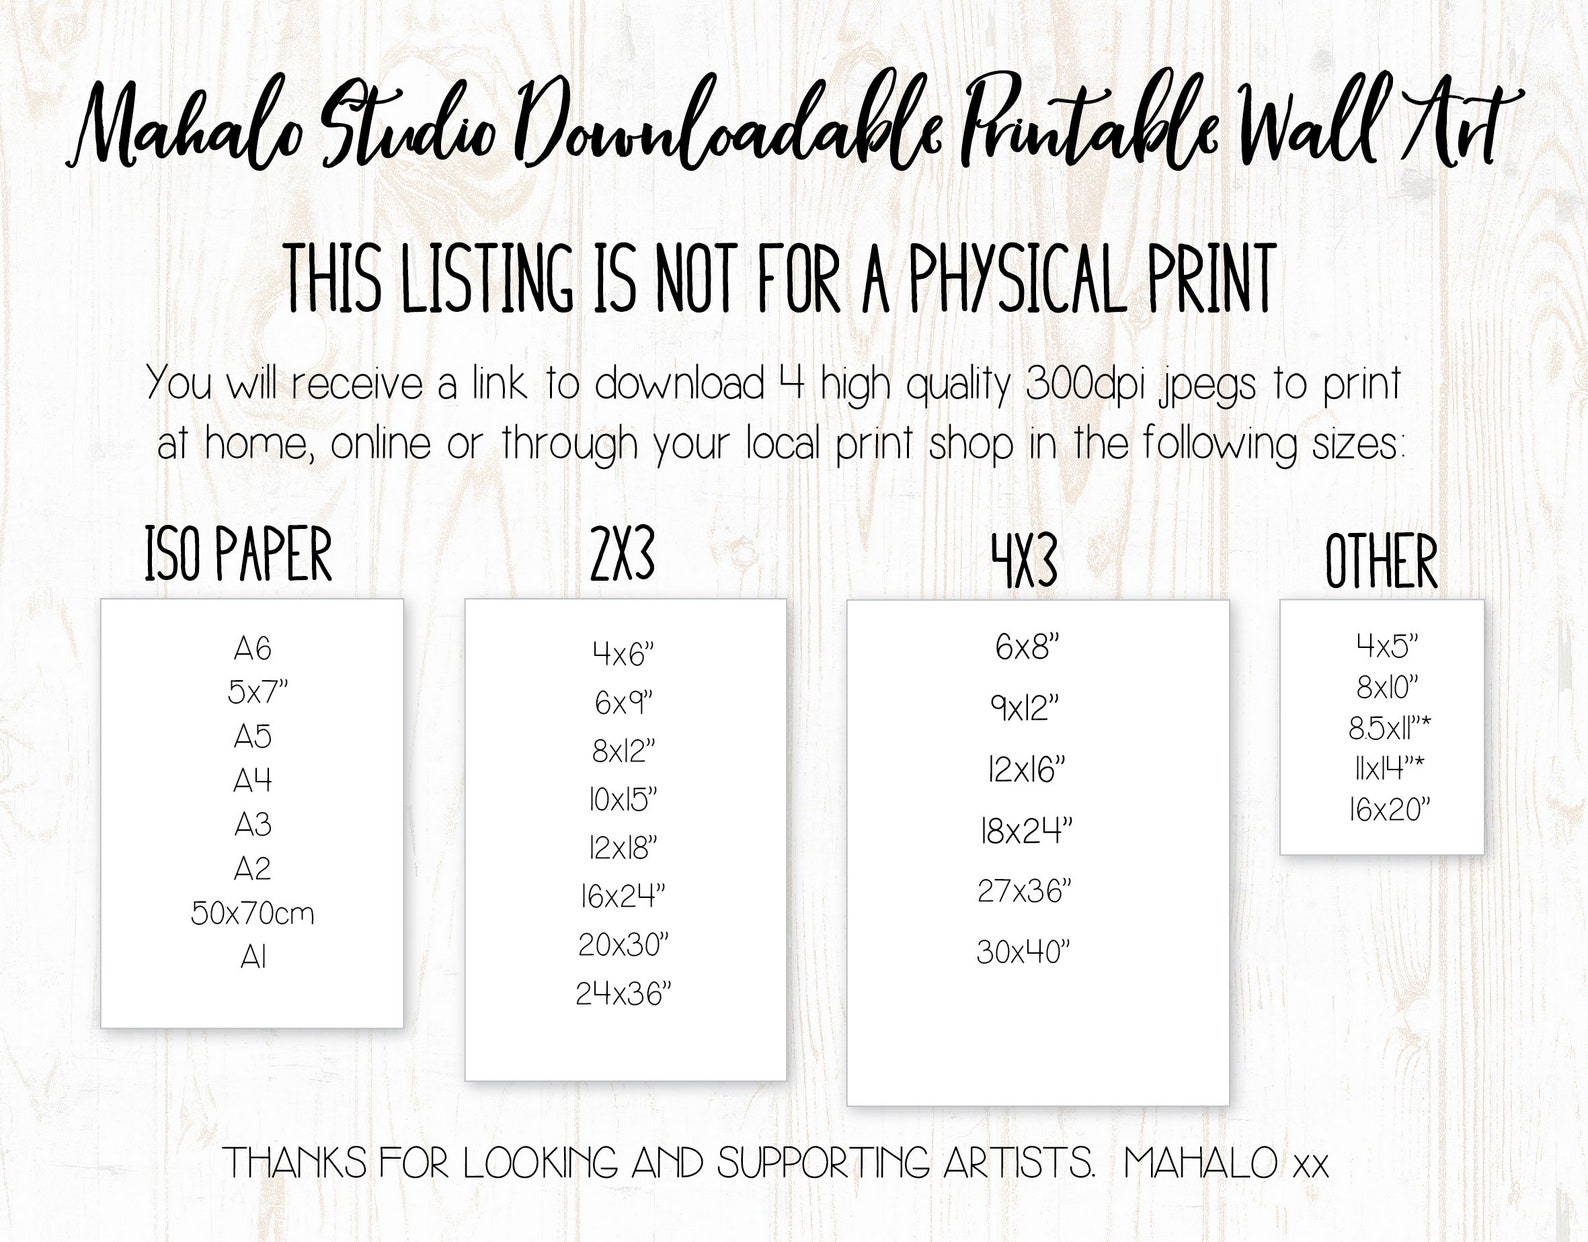 Mahalo Studio Downloadable Printable Wall Art
THIS LISTING IS NOT FOR A PHYSICAL PRINT
You will receive a link to download 4 high quality 300dpi jpegs to print
at home, online or through your local print shop in the following sizes:
ISO PAPER
A6
5x7”
A5
A4
A3
A2
50x70cm
A1
2X3
4x6”
6x9”
8x12”
10x15”
12x18”
16x24”
20x30”
24x36”
4X3
6x8”
9x12”
12x16”
18x24”
27x36”
30x40”
OTHER
4x5”
8x10”
8.5x11”*
11x14”*
16x20”
THANKS FOR LOOKING AND SUPPORTING ARTISTS. MAHALO xx